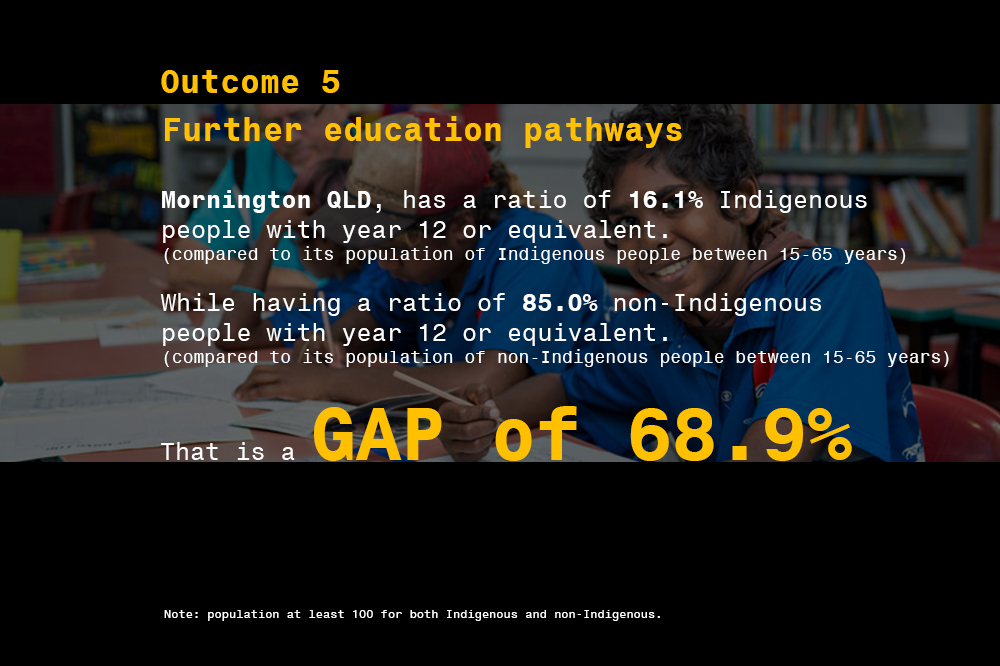 Outcome 5
Further education pathways
Mornington QLD, has a ratio of 16.1% Indigenous
people with year 12 or equivalent.
(compared to its population of Indigenous people between 15-65 years)
While having a ratio of 85.0% non-Indigenous
people with year 12 or equivalent.
(compared to its population of non-Indigenous people between 15-65 years)
That is a GAP of 68.9%
Note: population at least 100 for both Indigenous and non-Indigenous.